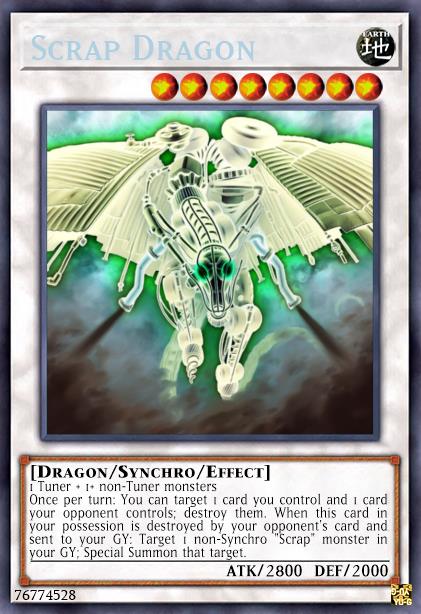 Scrap Dragon
EARTH
地
[Dragon/Synchro/Effect]
1 Tuner + 1+ non-Tuner monsters
Once per turn: You can target 1 card you control and 1 card
your opponent controls; destroy them. When this card in
your possession is destroyed by your opponent's card and
sent to your GY: Target 1 non-Synchro "Scrap" monster in
your GY; Special Summon that target.
ATK/2800 DEF/2000
76774528